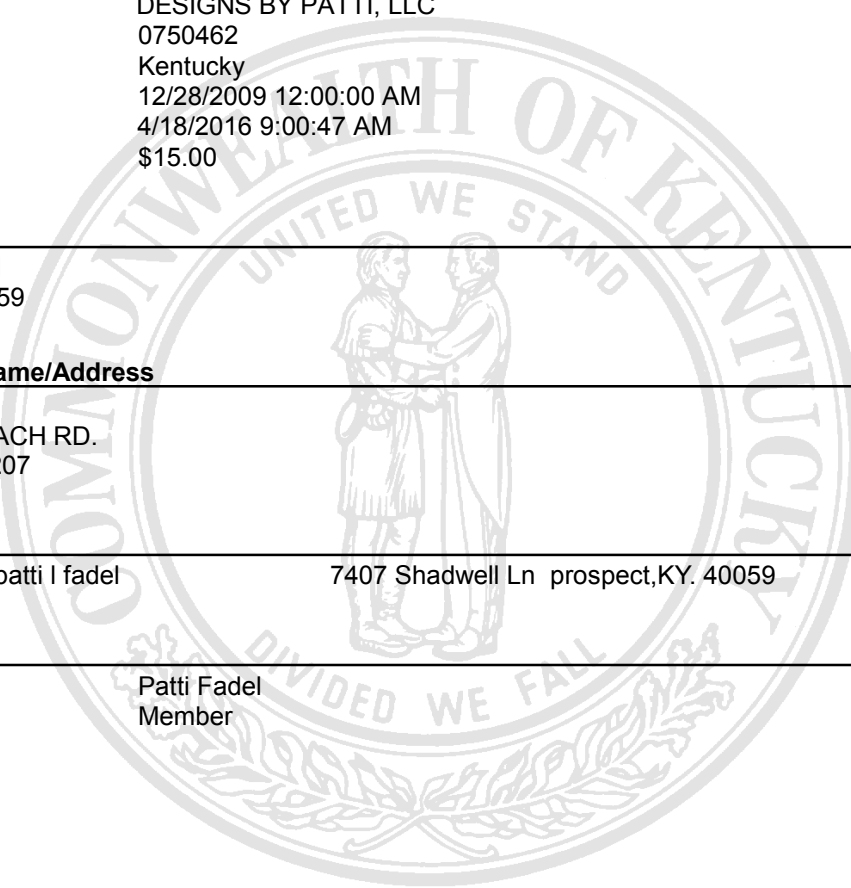 DESIGNS BY PATTI, LLC
0750462
Kentucky
12/28/2009 12:00:00 AM
4/18/2016 9:00:47 AM
$15.00
COMMONWEALTH OF KENTUCKY
UNITED WE STAND
59
ame/Address
ACH RD.
207
patti l fadel 7407 Shadwell Ln prospect,KY. 40059
DIVIDED WE FALL
Patti Fadel
Member